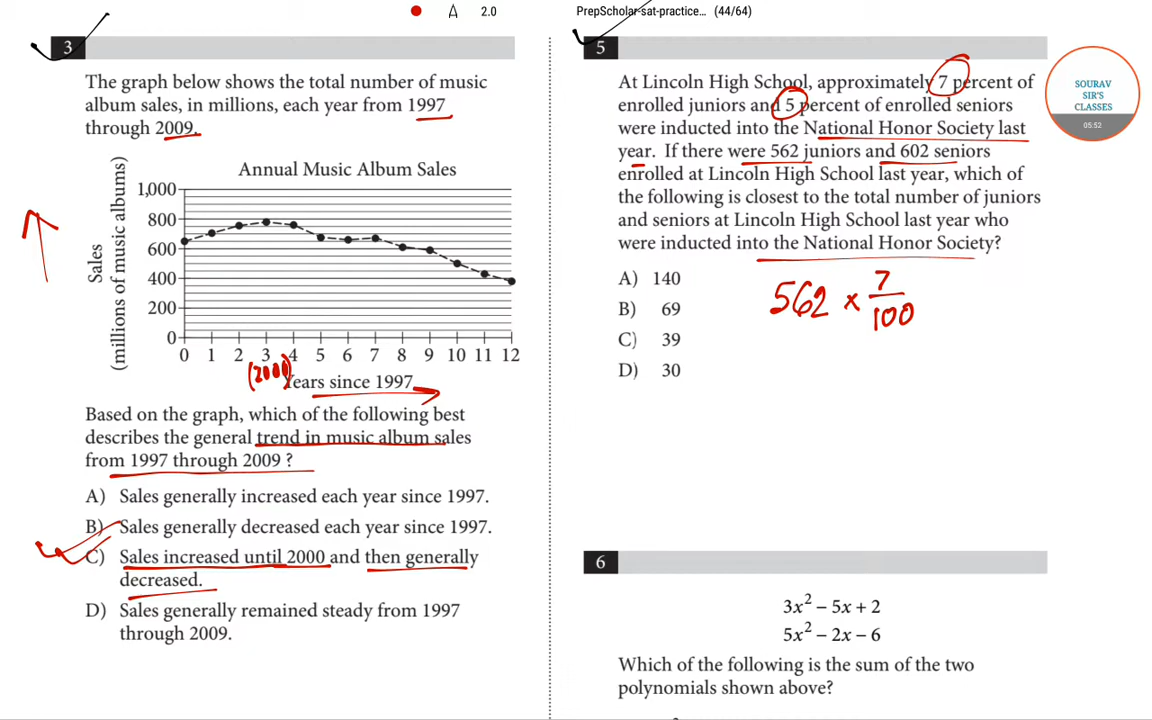 2.0
PrepScholar-sat-practice... (44/64)
3
The graph below shows the total number of music
album sales, in millions, each year from 1997
through 2009.
Annual Music Album Sales
Sales
(millions of music albums)
1,000
800
600
400
200
0
0 1 2 3 4 5 6 7 8 9 10 11 12
(2000)
Years since 1997
Based on the graph, which of the following best
describes the general trend in music album sales
from 1997 through 2009 ?
A) Sales generally increased each year since 1997.
B) Sales generally decreased each year since 1997.
C) Sales increased until 2000 and then generally
decreased.
D) Sales generally remained steady from 1997
through 2009.
5
At Lincoln High School, approximately 7 percent of
enrolled juniors and 5 percent of enrolled seniors
were inducted into the National Honor Society last
year. If there were 562 juniors and 602 seniors
enrolled at Lincoln High School last year, which of
the following is closest to the total number of juniors
and seniors at Lincoln High School last year who
were inducted into the National Honor Society?
A) 140
B) 69
C) 39
D) 30
562 × 7/100
SOURAV
SIR'S
CLASSES
05:52
6
3x² – 5x + 2
5x² – 2x – 6
Which of the following is the sum of the two
polynomials shown above?